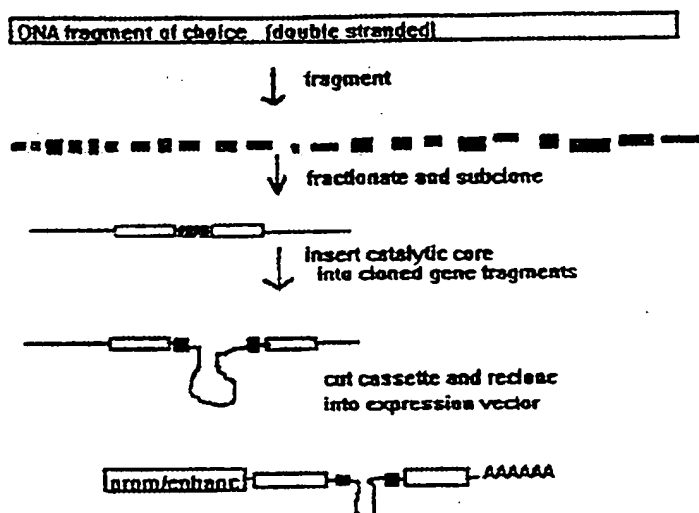 DNA fragment of choice (double stranded)
fragment
fractionate and subclone
insert catalytic core
into cloned gene fragments
cut cassette and reclone
into expression vector
prom/enhanc
AAAAAA